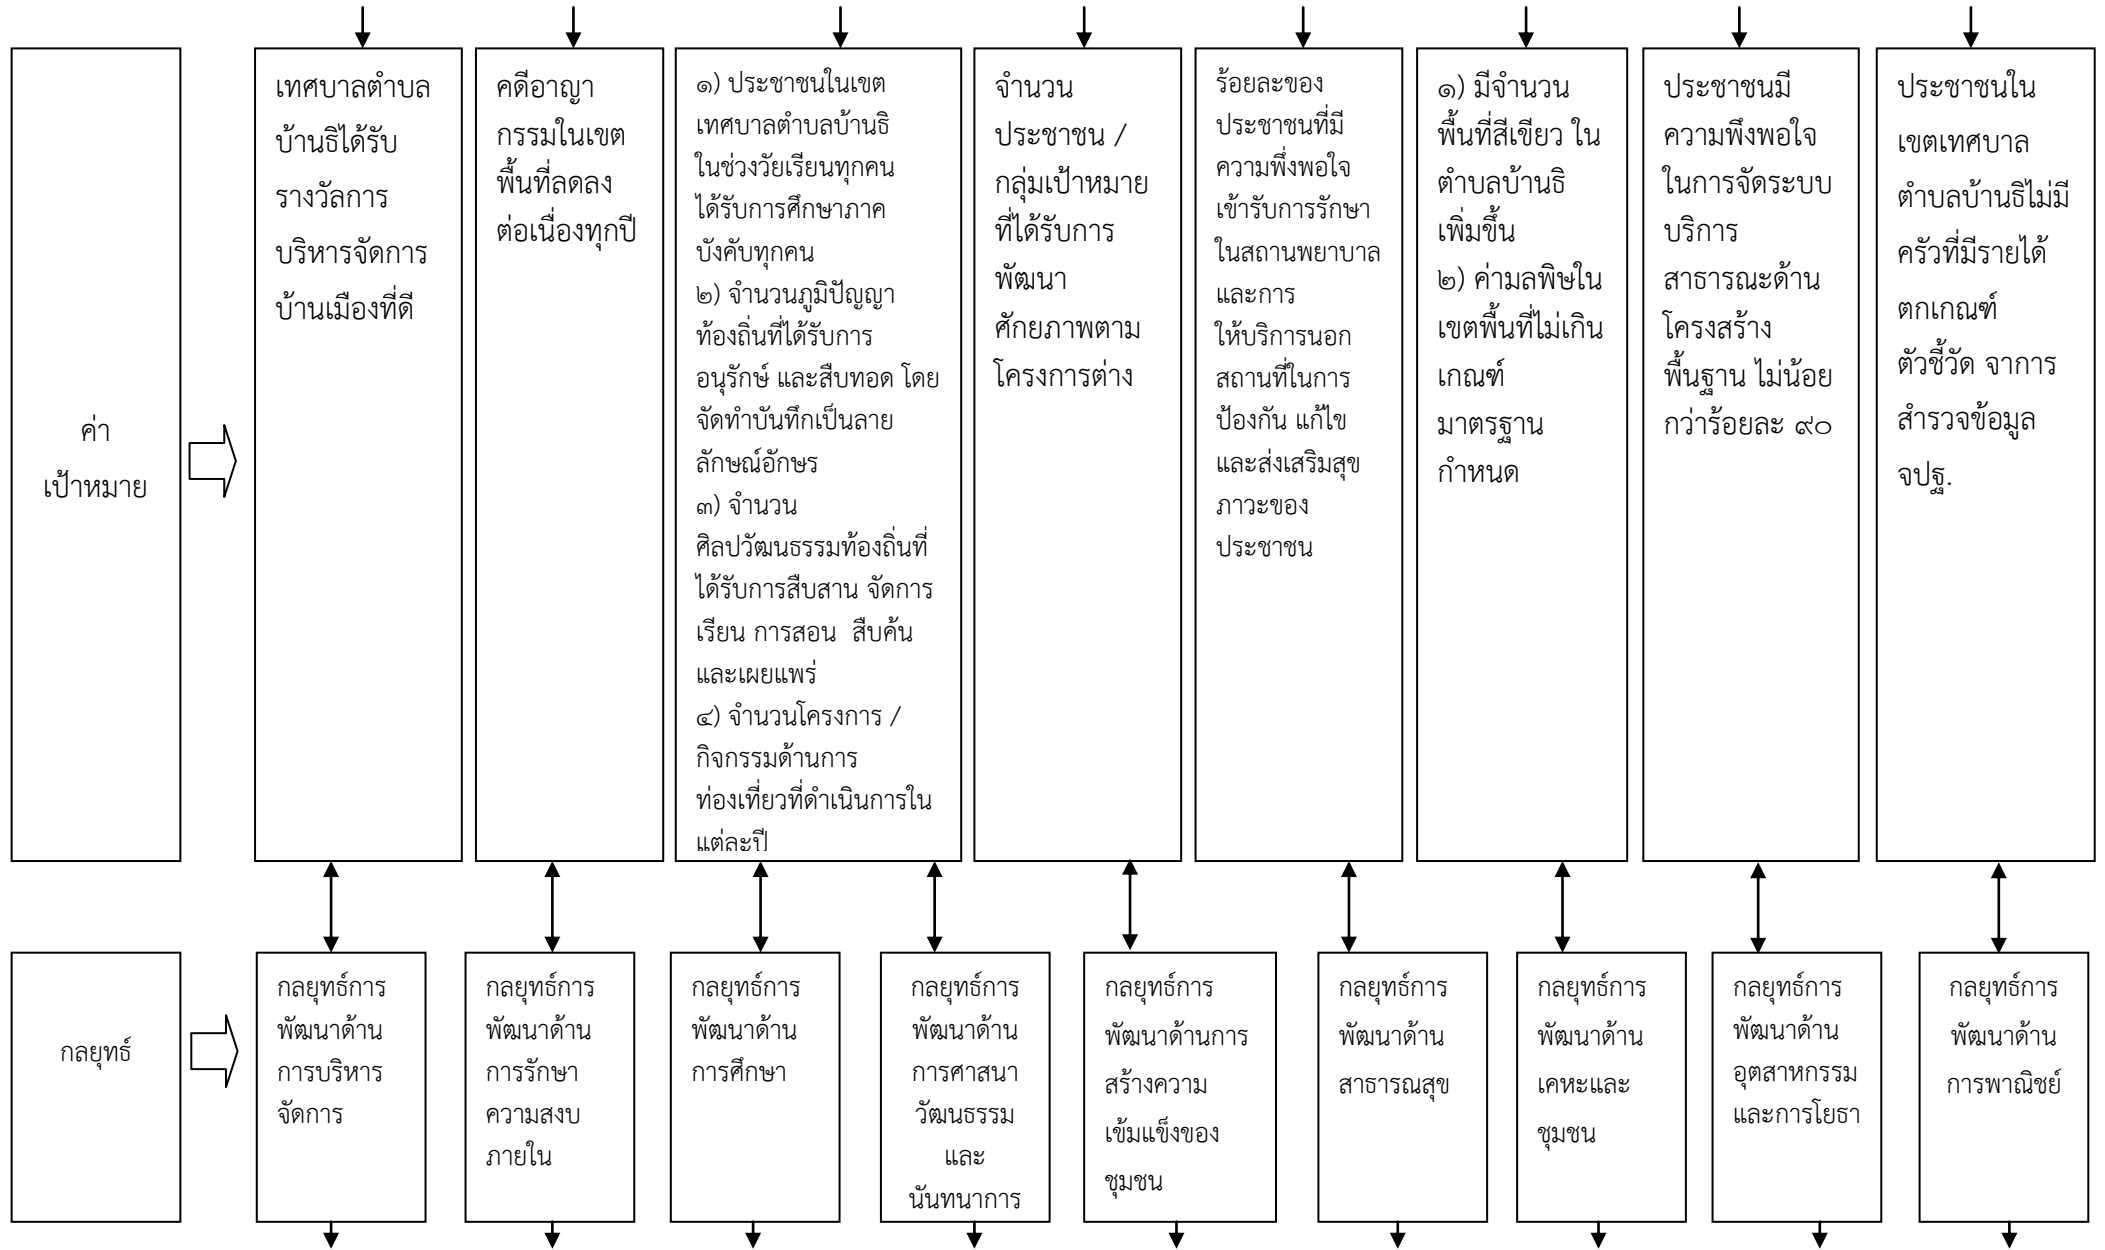 ค่า
เป้าหมาย
เทศบาลตำบล
บ้านธิได้รับ
รางวัลการ
บริหารจัดการ
บ้านเมืองที่ดี
คดีอาญา
กรรมในเขต
พื้นที่ลดลง
ต่อเนื่องทุกปี
๑) ประชาชนในเขต
เทศบาลตำบลบ้านธิ
ในช่วงวัยเรียนทุกคน
ได้รับการศึกษาภาค
บังคับทุกคน
๒) จำนวนภูมิปัญญา
ท้องถิ่นที่ได้รับการ
อนุรักษ์ และสืบทอด โดย
จัดทำบันทึกเป็นลาย
ลักษณ์อักษร
๓) จำนวน
ศิลปวัฒนธรรมท้องถิ่นที่
ได้รับการสืบสาน จัดการ
เรียน การสอน  สืบค้น
และเผยแพร่
๔) จำนวนโครงการ /
กิจกรรมด้านการ
ท่องเที่ยวที่ดำเนินการใน
แต่ละปี
จำนวน
ประชาชน /
กลุ่มเป้าหมาย
ที่ได้รับการ
พัฒนา
ศักยภาพตาม
โครงการต่าง
ร้อยละของ
ประชาชนที่มี
ความพึ่งพอใจ
เข้ารับการรักษา
ในสถานพยาบาล
และการ
ให้บริการนอก
สถานที่ในการ
ป้องกัน แก้ไข
และส่งเสริมสุข
ภาวะของ
ประชาชน
๑) มีจำนวน
พื้นที่สีเขียว ใน
ตำบลบ้านธิ
เพิ่มขึ้น
๒) ค่ามลพิษใน
เขตพื้นที่ไม่เกิน
เกณฑ์
มาตรฐาน
กำหนด
ประชาชนมี
ความพึงพอใจ
ในการจัดระบบ
บริการ
สาธารณะด้าน
โครงสร้าง
พื้นฐาน ไม่น้อย
กว่าร้อยละ ๙๐
ประชาชนใน
เขตเทศบาล
ตำบลบ้านธิไม่มี
ครัวที่มีรายได้
ตกเกณฑ์
ตัวชี้วัด จาการ
สำรวจข้อมูล
จปฐ.
กลยุทธ์
กลยุทธ์การ
พัฒนาด้าน
การบริหาร
จัดการ
กลยุทธ์การ
พัฒนาด้าน
การรักษา
ความสงบ
ภายใน
กลยุทธ์การ
พัฒนาด้าน
การศึกษา
กลยุทธ์การ
พัฒนาด้าน
การศาสนา
วัฒนธรรม
และ
นันทนาการ
กลยุทธ์การ
พัฒนาด้านการ
สร้างความ
เข้มแข็งของ
ชุมชน
กลยุทธ์การ
พัฒนาด้าน
สาธารณสุข
กลยุทธ์การ
พัฒนาด้าน
เคหะและ
ชุมชน
กลยุทธ์การ
พัฒนาด้าน
อุตสาหกรรม
และการโยธา
กลยุทธ์การ
พัฒนาด้าน
การพาณิชย์